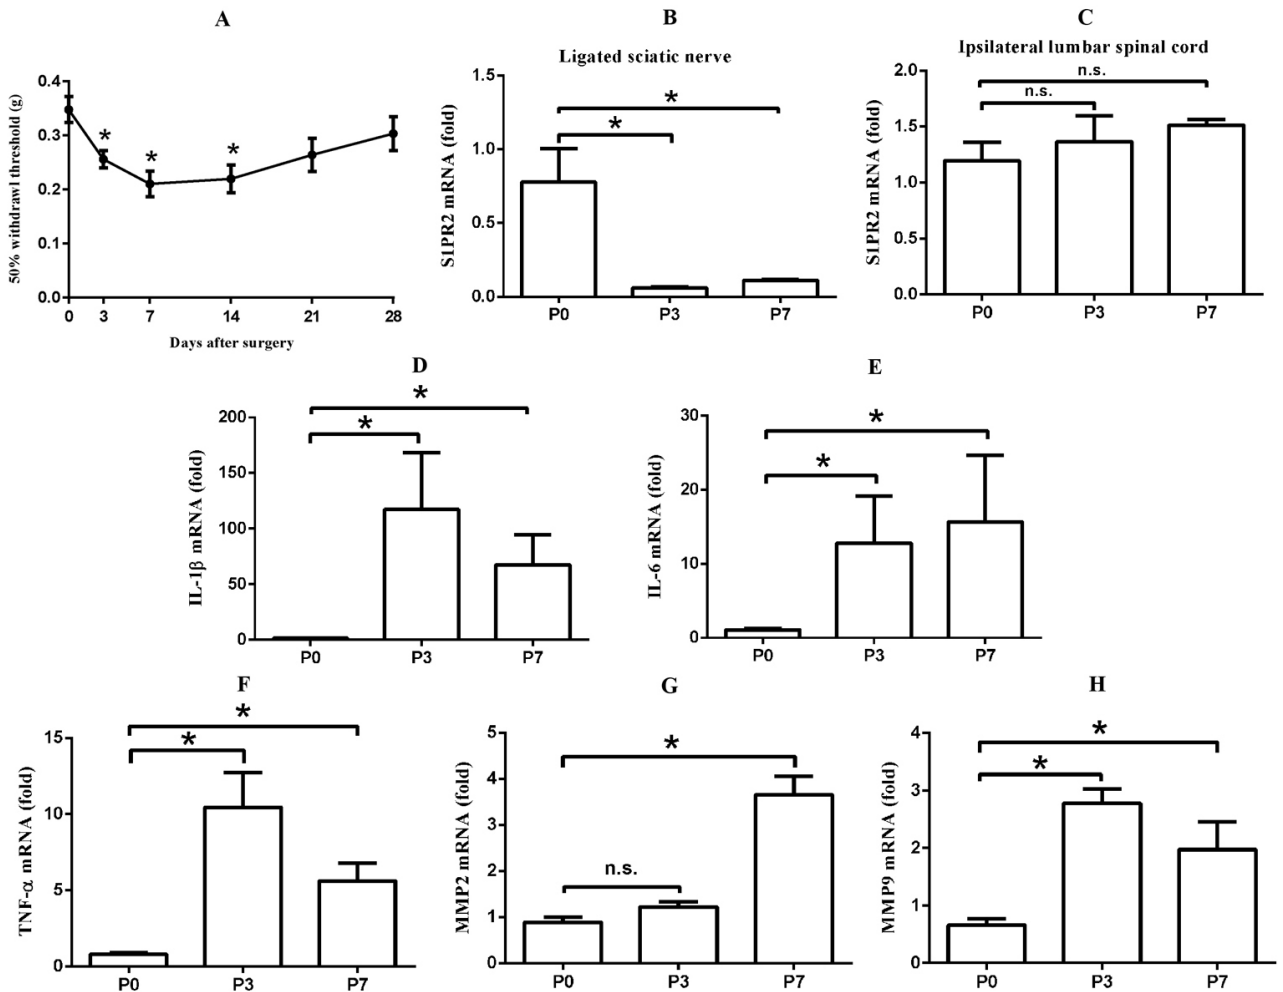 A
50% withdrawl threshold (g)
0.4
0.3
0.2
0.1
0.0
*
*
*
0 3 7 14 21 28
Days after surgery
B
Ligated sciatic nerve
S1PR2 mRNA (fold)
1.5
1.0
0.5
0.0
*
*
P0 P3 P7
C
Ipsilateral lumbar spinal cord
S1PR2 mRNA (fold)
2.0
1.5
1.0
0.5
0.0
n.s.
n.s.
P0 P3 P7
D
IL-1β mRNA (fold)
200
150
100
50
0
*
*
P0 P3 P7
E
IL-6 mRNA (fold)
30
20
10
0
*
*
P0 P3 P7
F
TNF-α mRNA (fold)
15
10
5
0
*
*
P0 P3 P7
G
MMP2 mRNA (fold)
5
4
3
2
1
0
*
n.s.
P0 P3 P7
H
MMP9 mRNA (fold)
4
3
2
1
0
*
*
P0 P3 P7